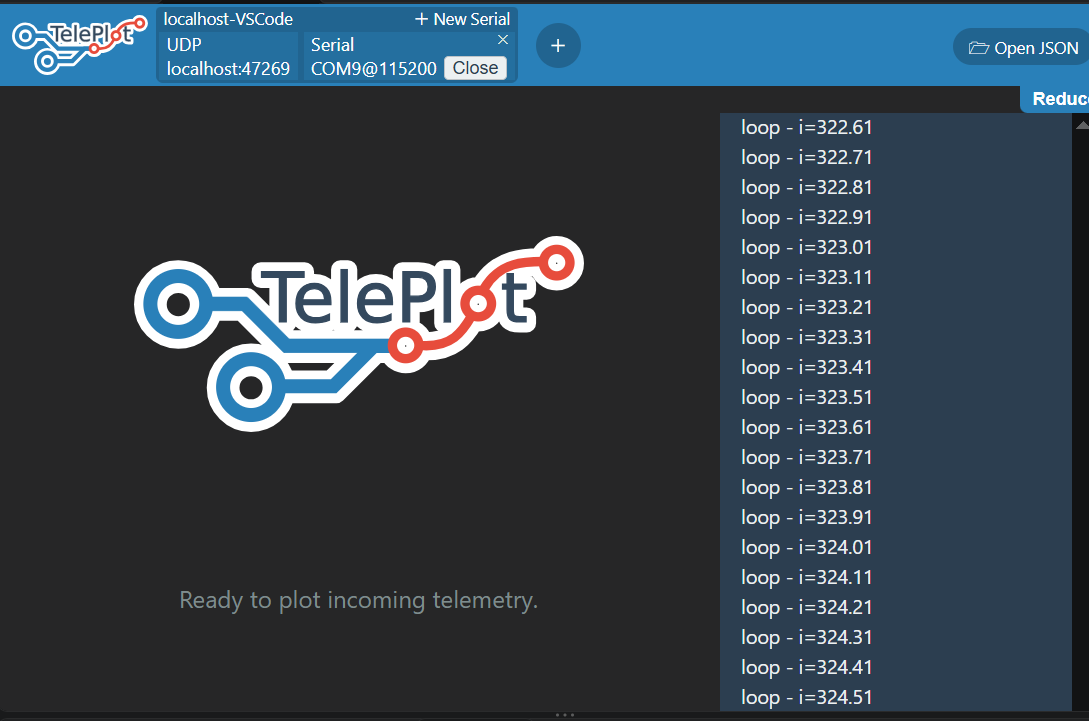 TelePlot
localhost-VSCode
+ New Serial
UDP
localhost:47269
Serial
COM9@115200
Close
Open JSON
loop - i=322.61
loop - i=322.71
loop - i=322.81
loop - i=322.91
loop - i=323.01
loop - i=323.11
loop - i=323.21
loop - i=323.31
loop - i=323.41
loop - i=323.51
loop - i=323.61
loop - i=323.71
loop - i=323.81
loop - i=323.91
loop - i=324.01
loop - i=324.11
loop - i=324.21
loop - i=324.31
loop - i=324.41
loop - i=324.51
TelePlot
Ready to plot incoming telemetry.